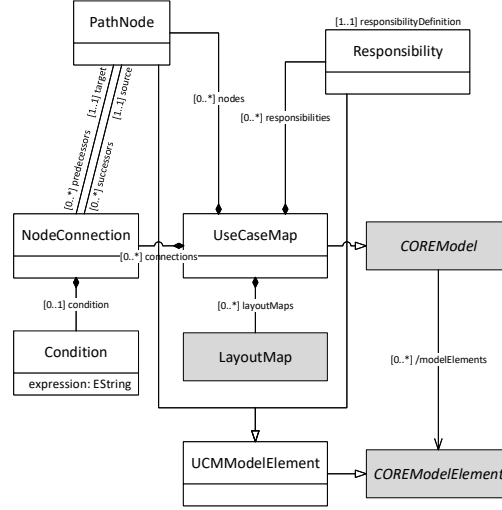 PathNode
[1..1] responsibilityDefinition
Responsibility
[1..1] target
[1..1] source
[0..*] nodes
[0..*] responsibilities
[0..*] predecessors
[0..*] successors
NodeConnection
UseCaseMap
COREModel
[0..*] connections
[0..1] condition
[0..*] layoutMaps
Condition
expression: EString
LayoutMap
[0..*] /modelElements
UCMModelElement
COREModelElement